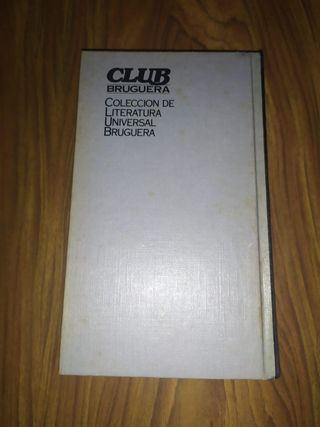 CLUB
BRUGUERA
COLECCION DE
LITERATURA
UNIVERSAL
BRUGUERA